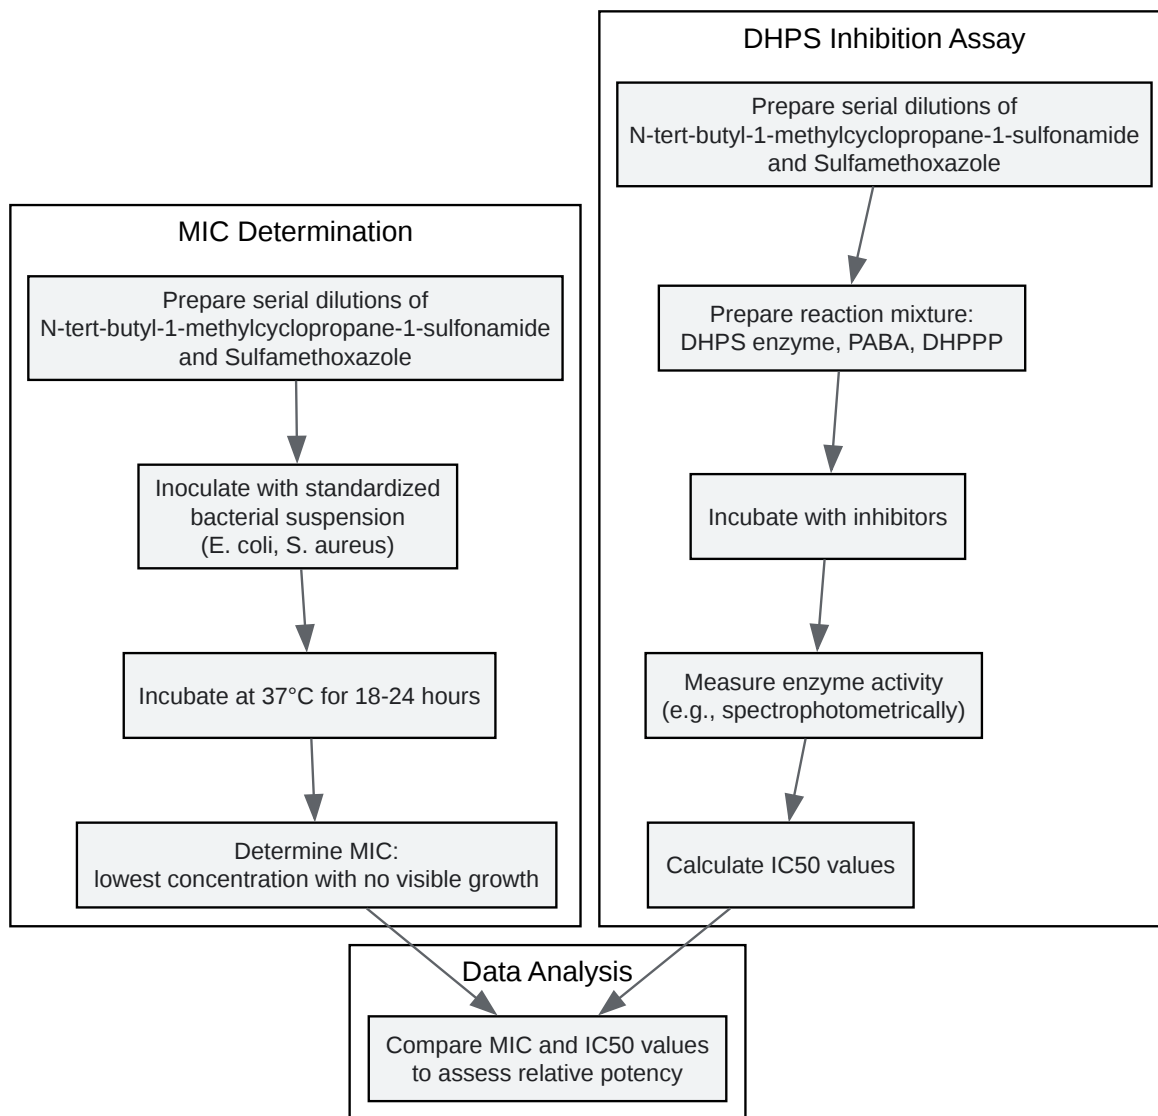 MIC Determination
Prepare serial dilutions of
N-tert-butyl-1-methylcyclopropane-1-sulfonamide
and Sulfamethoxazole
Inoculate with standardized
bacterial suspension
(E. coli, S. aureus)
Incubate at 37°C for 18-24 hours
Determine MIC:
lowest concentration with no visible growth
DHPS Inhibition Assay
Prepare serial dilutions of
N-tert-butyl-1-methylcyclopropane-1-sulfonamide
and Sulfamethoxazole
Prepare reaction mixture:
DHPS enzyme, PABA, DHPPP
Incubate with inhibitors
Measure enzyme activity
(e.g., spectrophotometrically)
Calculate IC50 values
Data Analysis
Compare MIC and IC50 values
to assess relative potency